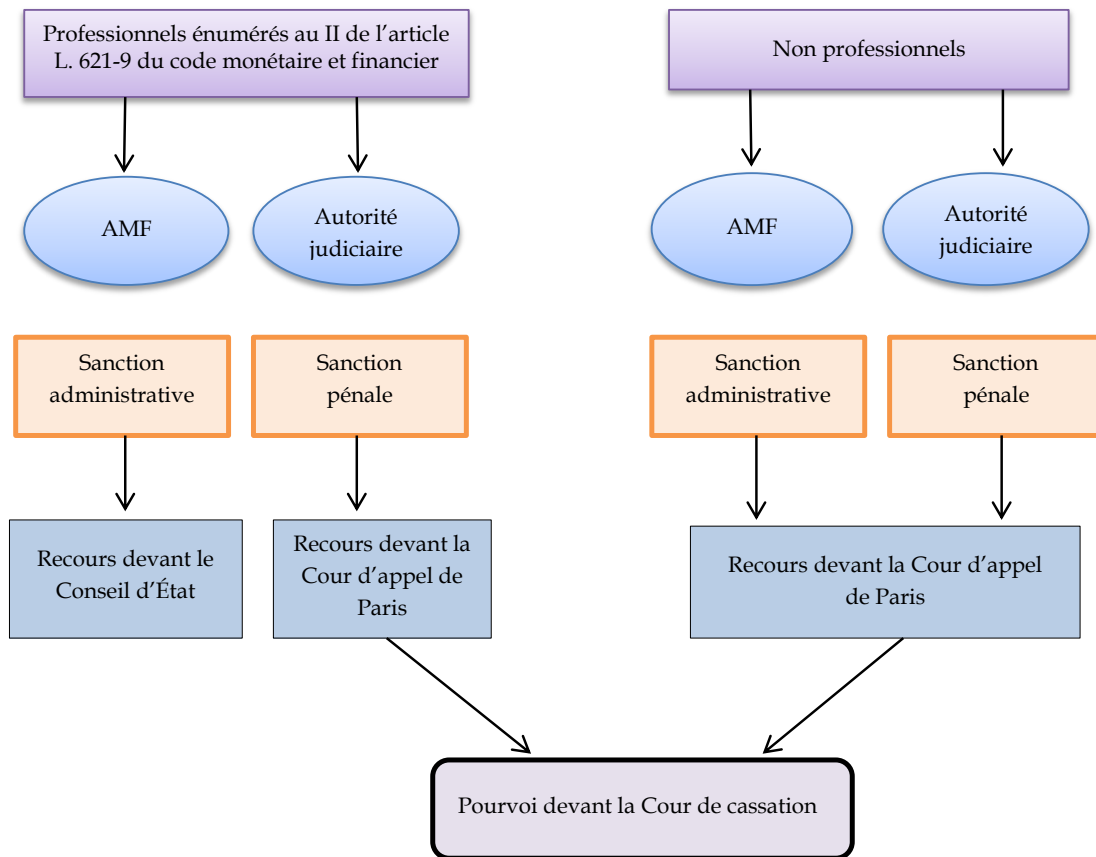 Professionnels énumérés au II de l’article
L. 621-9 du code monétaire et financier
Non professionnels
AMF
Autorité
judiciaire
AMF
Autorité
judiciaire
Sanction
administrative
Sanction
pénale
Sanction
administrative
Sanction
pénale
Recours devant le
Conseil d’État
Recours devant la
Cour d’appel de
Paris
Recours devant la Cour d’appel
de Paris
Pourvoi devant la Cour de cassation